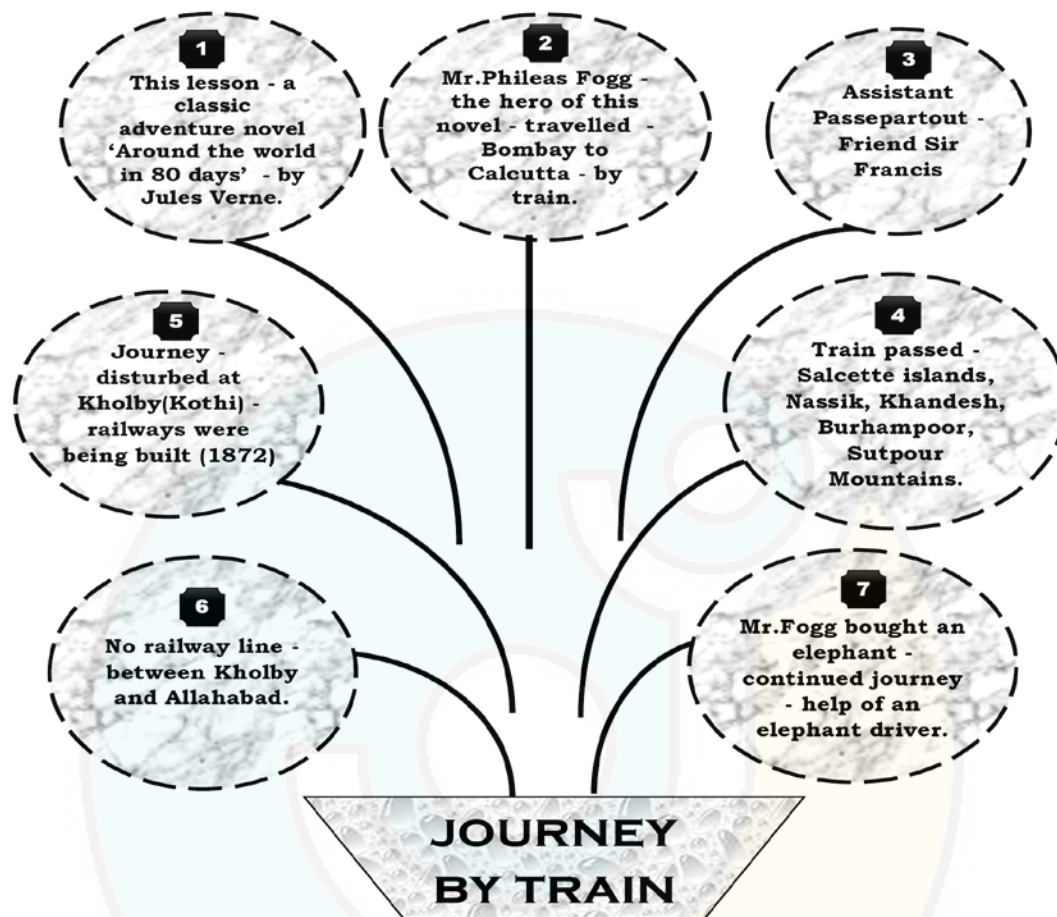 1
This lesson - a
classic
adventure novel
‘Around the world
in 80 days’ - by
Jules Verne.
2
Mr.Phileas Fogg -
the hero of this
novel - travelled -
Bombay to
Calcutta - by
train.
3
Assistant
Passepartout -
Friend Sir
Francis
4
Train passed -
Salcette islands,
Nassik, Khandesh,
Burhampoor,
Sutpour
Mountains.
5
Journey -
disturbed at
Kholby(Kothi) -
railways were
being built (1872)
6
No railway line -
between Kholby
and Allahabad.
7
Mr.Fogg bought an
elephant -
continued journey
- help of an
elephant driver.
JOURNEY
BY TRAIN